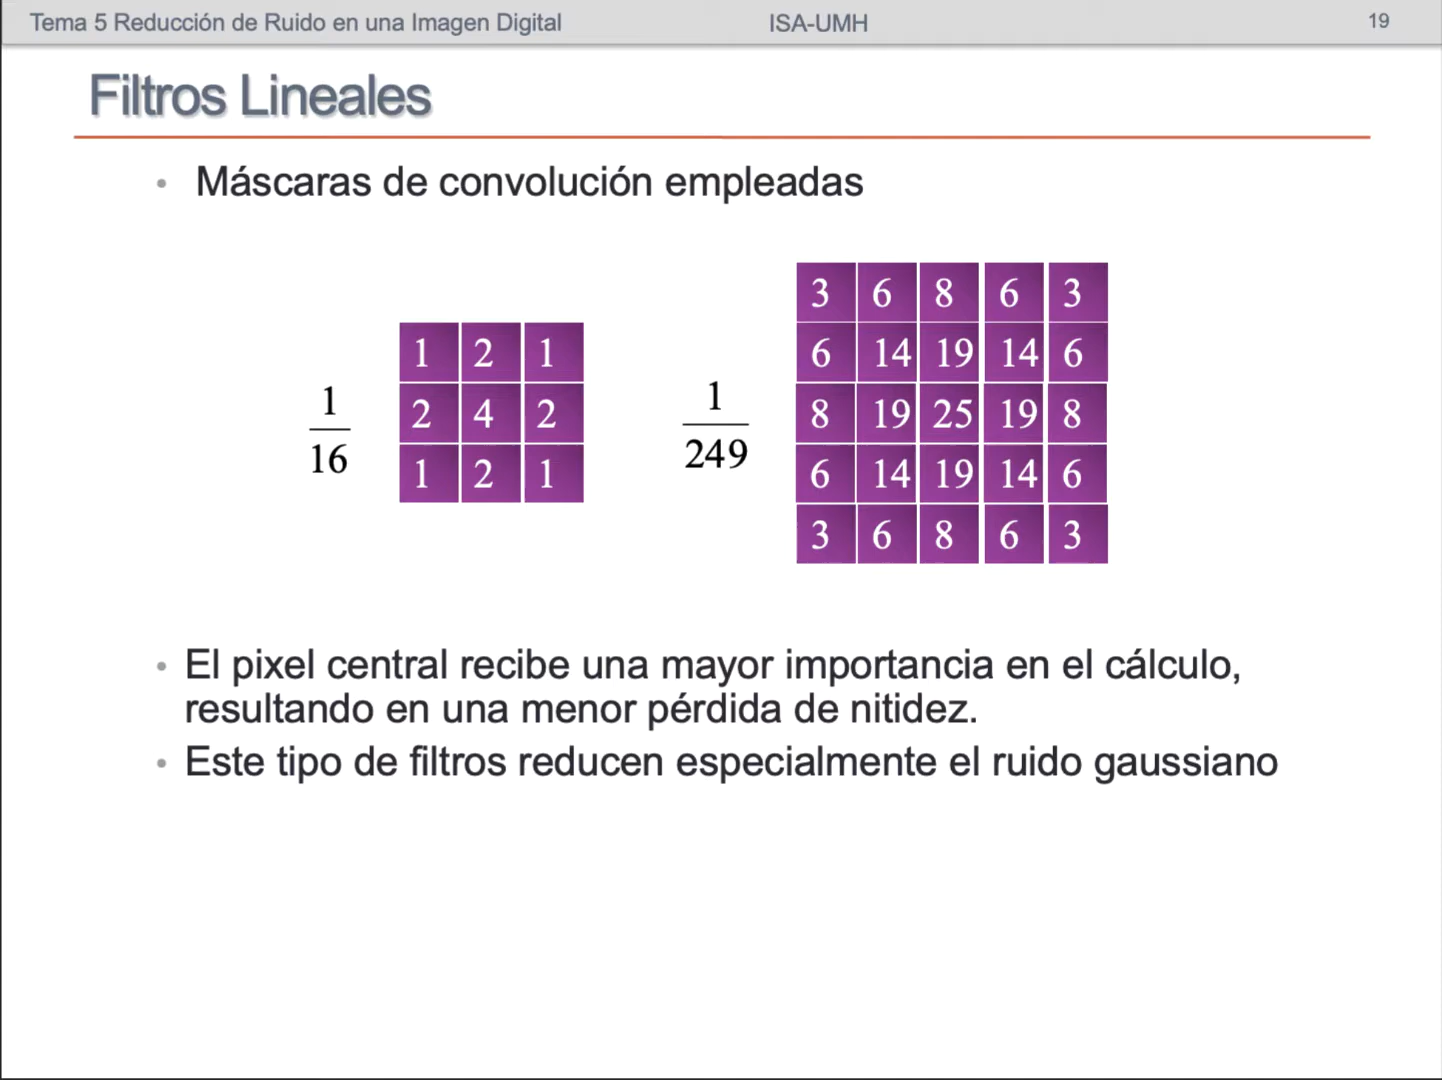 Tema 5 Reducción de Ruido en una Imagen Digital ISA-UMH 19
Filtros Lineales
• Máscaras de convolución empleadas
1
16
1 2 1
2 4 2
1 2 1
1
249
3 6 8 6 3
6 14 19 14 6
8 19 25 19 8
6 14 19 14 6
3 6 8 6 3
• El pixel central recibe una mayor importancia en el cálculo,
resultando en una menor pérdida de nitidez.
• Este tipo de filtros reducen especialmente el ruido gaussiano